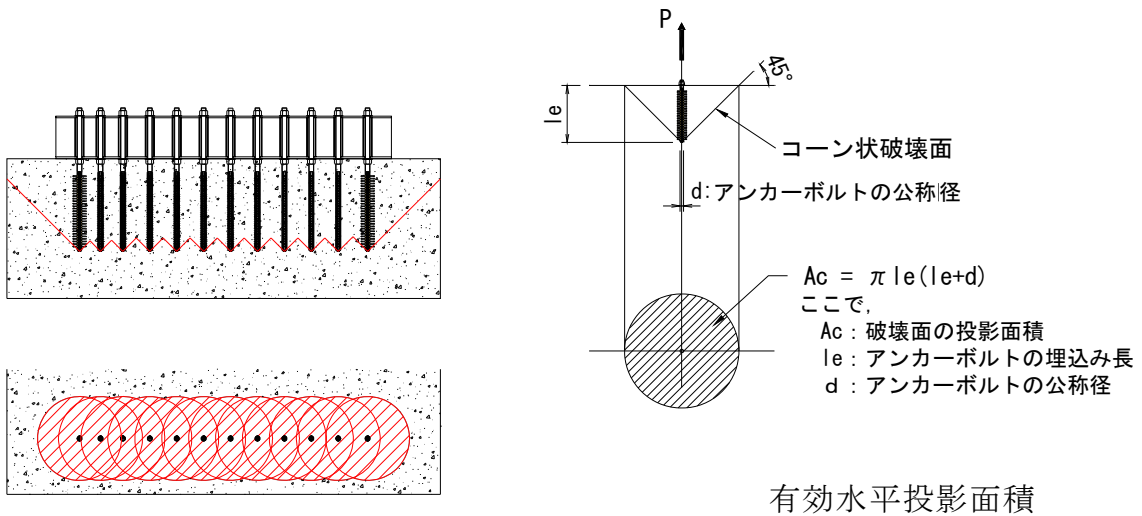 P
45°
le
コーン状破壊面
d:アンカーボルトの公称径
Ac = πle(le+d)
ここで,
Ac：破壊面の投影面積
le：アンカーボルトの埋込み長
d：アンカーボルトの公称径
有効水平投影面積